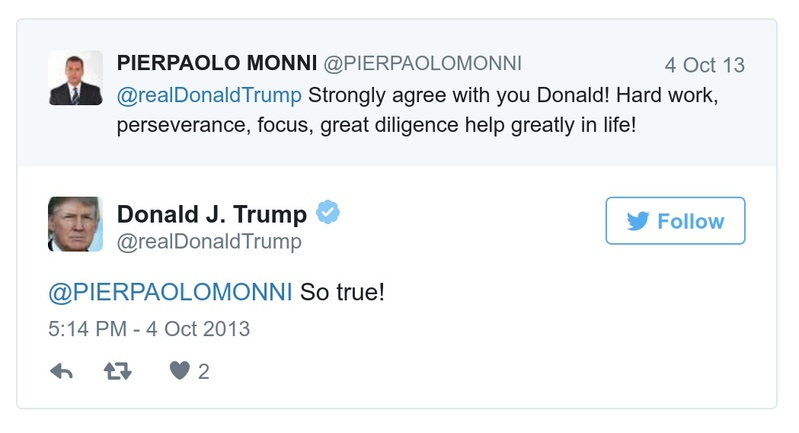 PIERPAOLO MONNI @PIERPAOLOMONNI 4 Oct 13
@realDonaldTrump Strongly agree with you Donald! Hard work,
perseverance, focus, great diligence help greatly in life!
Donald J. Trump
@realDonaldTrump
Follow
@PIERPAOLOMONNI So true!
5:14 PM - 4 Oct 2013
2